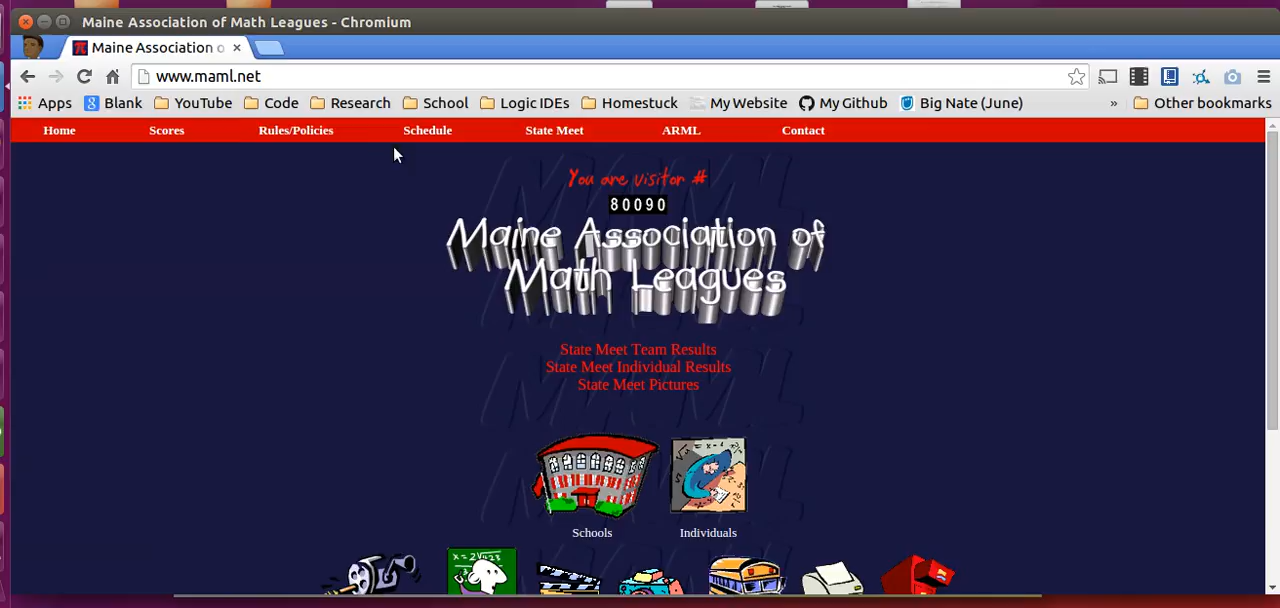 Maine Association of Math Leagues - Chromium
Maine Association o
www.maml.net
Apps Blank YouTube Code Research School Logic IDEs Homestuck My Website My Github Big Nate (June) » Other bookmarks
Home Scores Rules/Policies Schedule State Meet ARML Contact
You are visitor #
80090
Maine Association of
Math Leagues
State Meet Team Results
State Meet Individual Results
State Meet Pictures
Schools Individuals